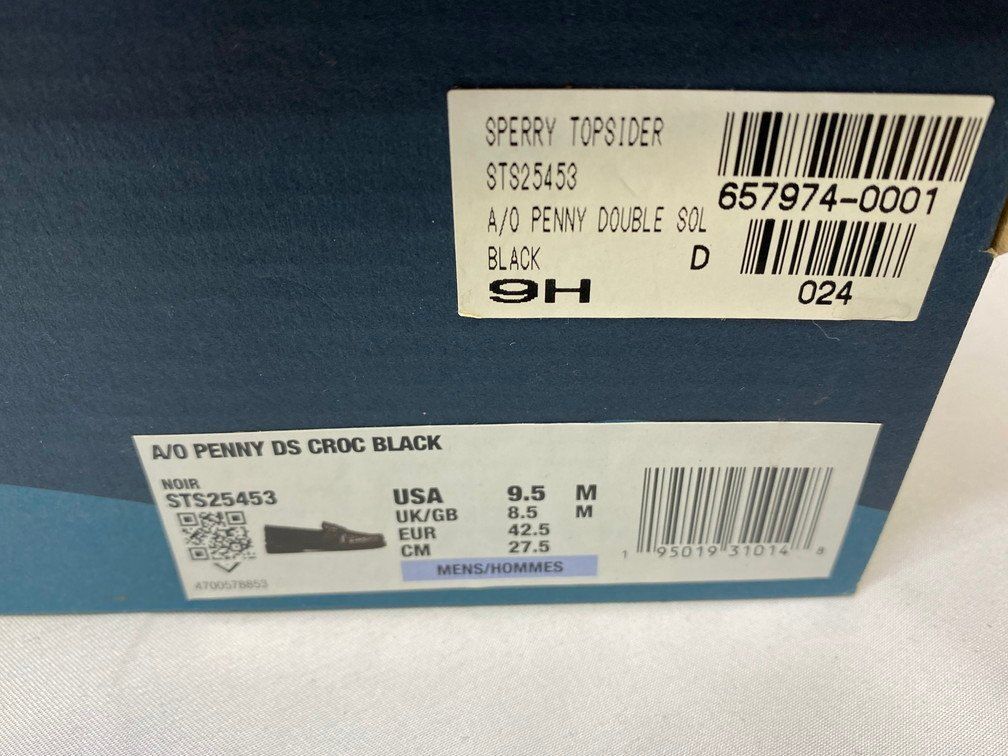 SPERRY TOPSIDER
STS25453
657974-0001
A/O PENNY DOUBLE SOL
BLACK D
9H
024
A/O PENNY DS CROC BLACK
NOIR
STS25453
USA 9.5 M
UK/GB 8.5 M
EUR 42.5
CM 27.5
MENS/HOMMES
4700578853
1 95019 31014 8